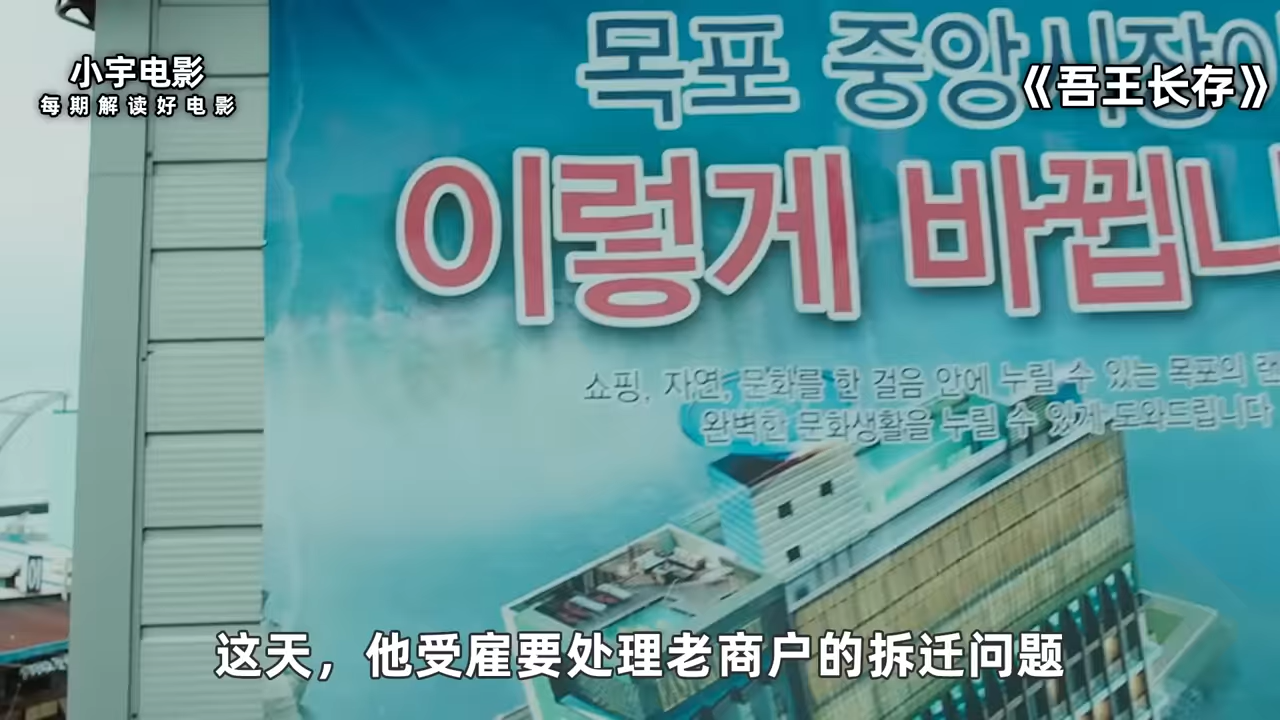 小宇电影
每期解读好电影
《吾王长存》
목포 중앙시장이
이렇게 바뀝니
쇼핑, 자연, 문화를 한 걸음 안에 누릴 수 있는 목포의 랜
완벽한 문화생활을 누릴 수 있게 도와드립니다
这天，他受雇要处理老商户的拆迁问题